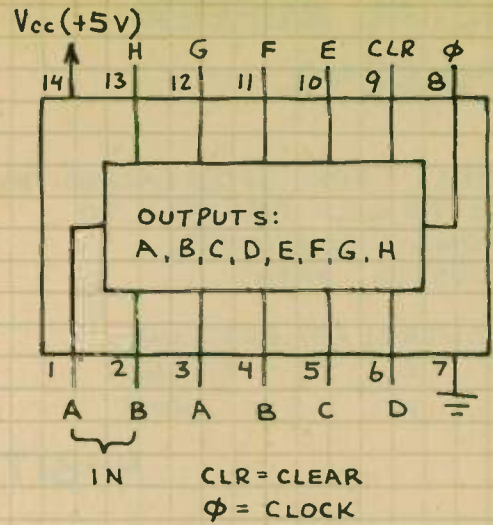 Vcc (+5V)
H G F E CLR ϕ
14 13 12 11 10 9 8
OUTPUTS:
A, B, C, D, E, F, G, H
1 2 3 4 5 6 7
A B A B C D
IN CLR = CLEAR
ϕ = CLOCK